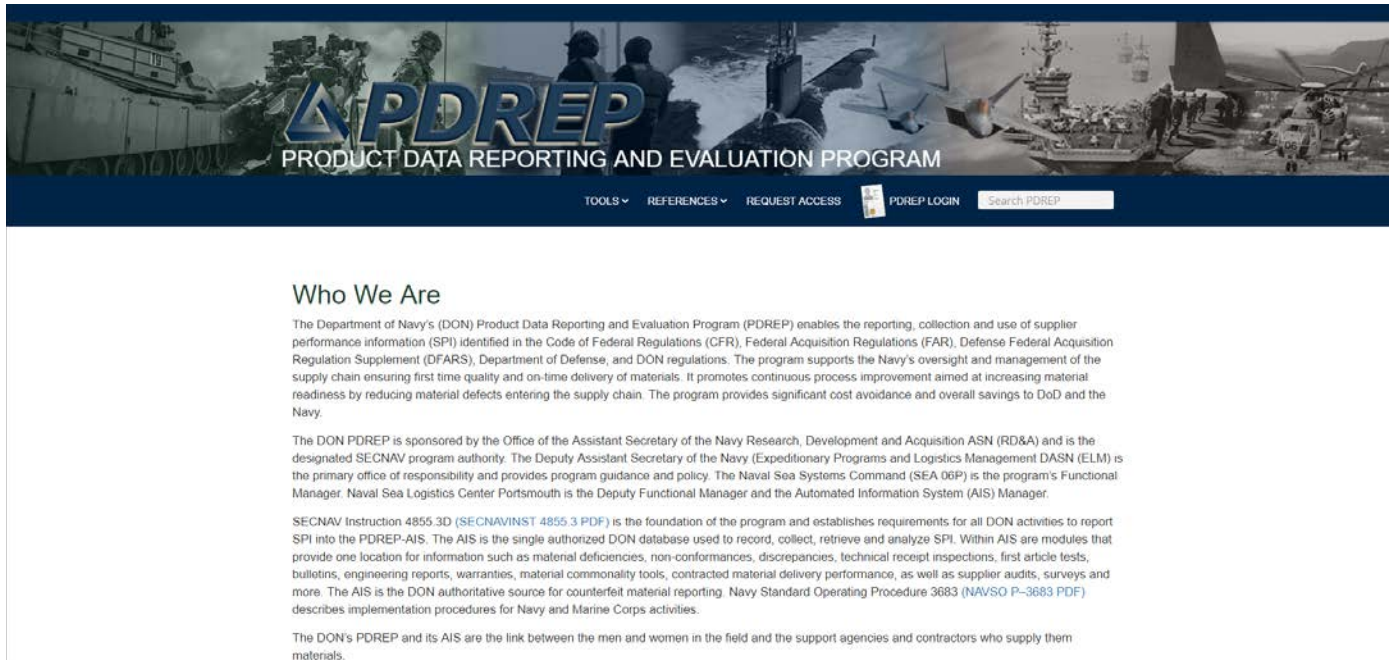 PDREP
PRODUCT DATA REPORTING AND EVALUATION PROGRAM
TOOLS REFERENCES REQUEST ACCESS PDREP LOGIN Search PDREP
Who We Are
The Department of Navy's (DON) Product Data Reporting and Evaluation Program (PDREP) enables the reporting, collection and use of supplier
performance information (SPI) identified in the Code of Federal Regulations (CFR), Federal Acquisition Regulations (FAR), Defense Federal Acquisition
Regulation Supplement (DFARS), Department of Defense, and DON regulations. The program supports the Navy's oversight and management of the
supply chain ensuring first time quality and on-time delivery of materials. It promotes continuous process improvement aimed at increasing material
readiness by reducing material defects entering the supply chain. The program provides significant cost avoidance and overall savings to DoD and the
Navy.
The DON PDREP is sponsored by the Office of the Assistant Secretary of the Navy Research, Development and Acquisition ASN (RD&A) and is the
designated SECNAV program authority. The Deputy Assistant Secretary of the Navy (Expeditionary Programs and Logistics Management DASN (ELM) is
the primary office of responsibility and provides program guidance and policy. The Naval Sea Systems Command (SEA 06P) is the program's Functional
Manager. Naval Sea Logistics Center Portsmouth is the Deputy Functional Manager and the Automated Information System (AIS) Manager.
SECNAV Instruction 4855.3D (SECNAVINST 4855.3 PDF) is the foundation of the program and establishes requirements for all DON activities to report
SPI into the PDREP-AIS. The AIS is the single authorized DON database used to record, collect, retrieve and analyze SPI. Within AIS are modules that
provide one location for information such as material deficiencies, non-conformances, discrepancies, technical receipt inspections, first article tests,
bulletins, engineering reports, warranties, material commonality tools, contracted material delivery performance, as well as supplier audits, surveys and
more. The AIS is the DON authoritative source for counterfeit material reporting. Navy Standard Operating Procedure 3683 (NAVSO P–3683 PDF)
describes implementation procedures for Navy and Marine Corps activities.
The DON's PDREP and its AIS are the link between the men and women in the field and the support agencies and contractors who supply them
materials.